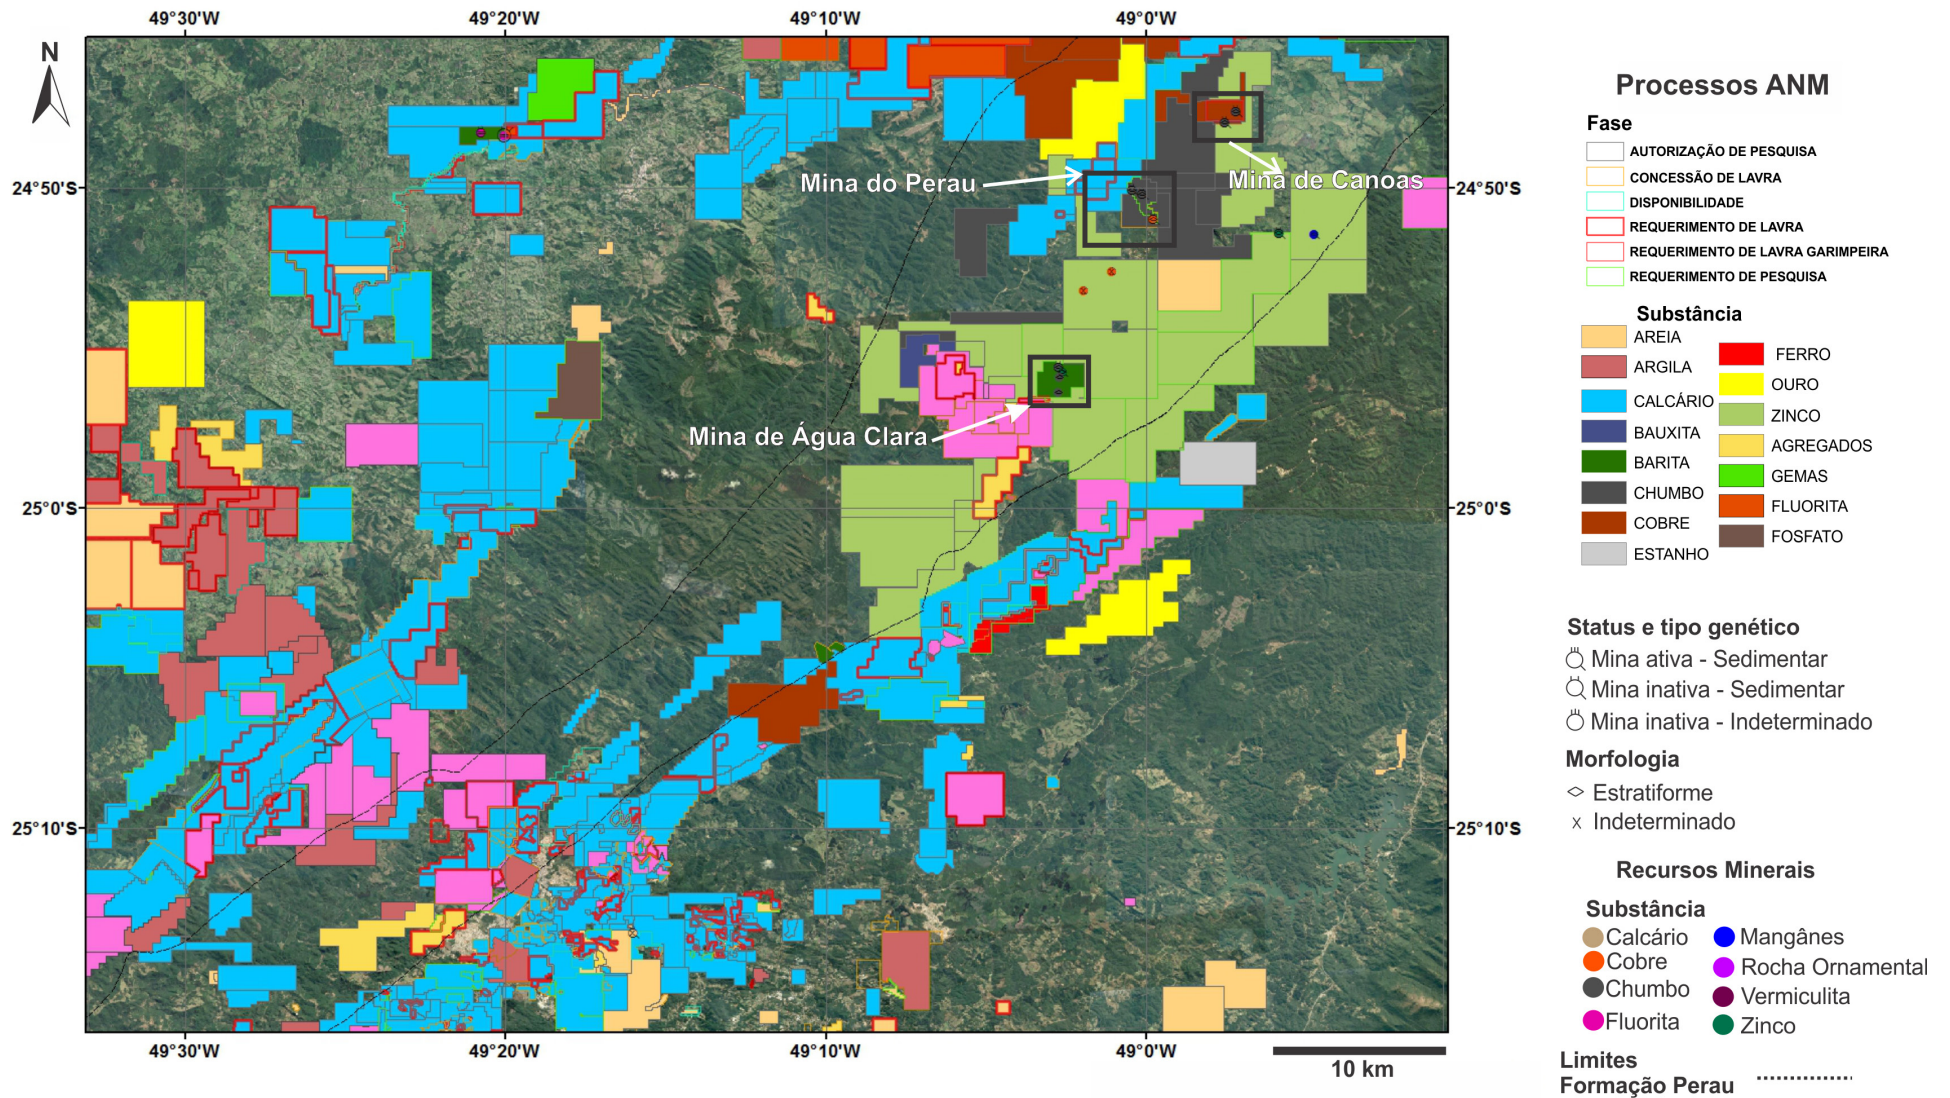 49°30'W 49°20'W 49°10'W 49°0'W
N
24°50'S 24°50'S
25°0'S 25°0'S
25°10'S 25°10'S
Mina do Perau
Mina de Canoas
Mina de Água Clara
49°30'W 49°20'W 49°10'W 49°0'W
10 km
Processos ANM
Fase
AUTORIZAÇÃO DE PESQUISA
CONCESSÃO DE LAVRA
DISPONIBILIDADE
REQUERIMENTO DE LAVRA
REQUERIMENTO DE LAVRA GARIMPEIRA
REQUERIMENTO DE PESQUISA
Substância
AREIA
ARGILA
CALCÁRIO
BAUXITA
BARITA
CHUMBO
COBRE
ESTANHO
FERRO
OURO
ZINCO
AGREGADOS
GEMAS
FLUORITA
FOSFATO
Status e tipo genético
Mina ativa - Sedimentar
Mina inativa - Sedimentar
Mina inativa - Indeterminado
Morfologia
Estratiforme
Indeterminado
Recursos Minerais
Substância
Calcário
Cobre
Chumbo
Fluorita
Mangânes
Rocha Ornamental
Vermiculita
Zinco
Limites
Formação Perau